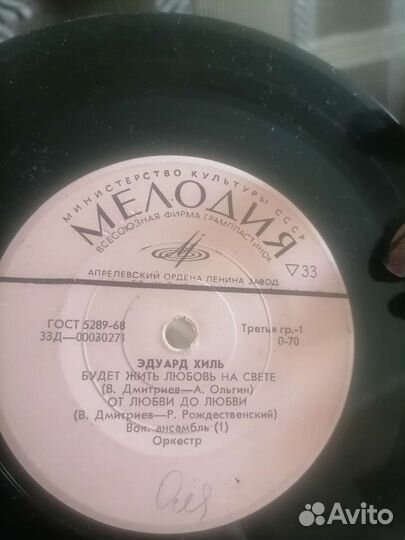 МИНИСТЕРСТВО КУЛЬТУРЫ СССР
МЕЛОДИЯ
ВСЕСОЮЗНАЯ ФИРМА ГРАМПЛАСТИНОК
АПРЕЛЕВСКИЙ ОРДЕНА ЛЕНИНА ЗАВОД
▽33
ГОСТ 5289-68
33Д—00030271
Третья гр.-1
0-70
ЭДУАРД ХИЛЬ
БУДЕТ ЖИТЬ ЛЮБОВЬ НА СВЕТЕ
(В. Дмитриев—А. Ольгин)
ОТ ЛЮБВИ ДО ЛЮБВИ
(В. Дмитриев—Р. Рождественский)
Вок. ансамбль (1)
Оркестр
Оля
Avito